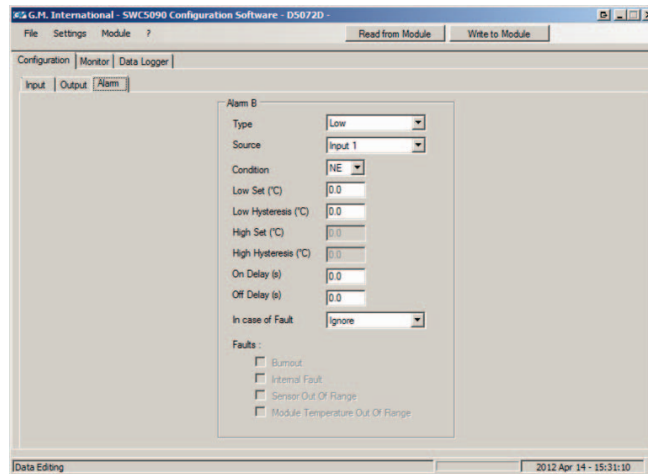 G.M. International - SWC5090 Configuration Software - D5072D -
File Settings Module ? Read from Module Write to Module
Configuration Monitor Data Logger
Input Output Alarm
Alarm B
Type Low
Source Input 1
Condition NE
Low Set (°C) 0.0
Low Hysteresis (°C) 0.0
High Set (°C) 0.0
High Hysteresis (°C) 0.0
On Delay (s) 0.0
Off Delay (s) 0.0
In case of Fault Ignore
Faults :
Burnout
Internal Fault
Sensor Out Of Range
Module Temperature Out Of Range
Data Editing 2012 Apr 14 - 15:31:10